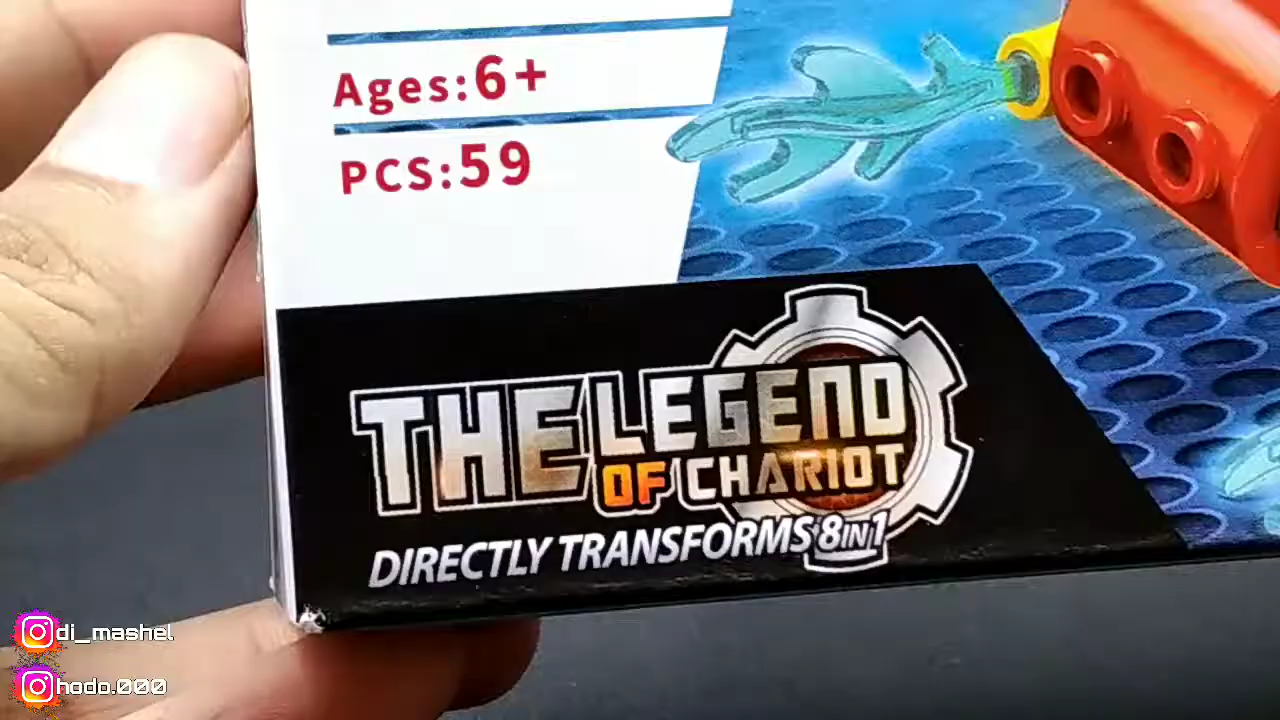 Ages:6+
PCS:59
THE LEGEND
OF CHARIOT
DIRECTLY TRANSFORMS 8IN1
di_mashel
hodo.000